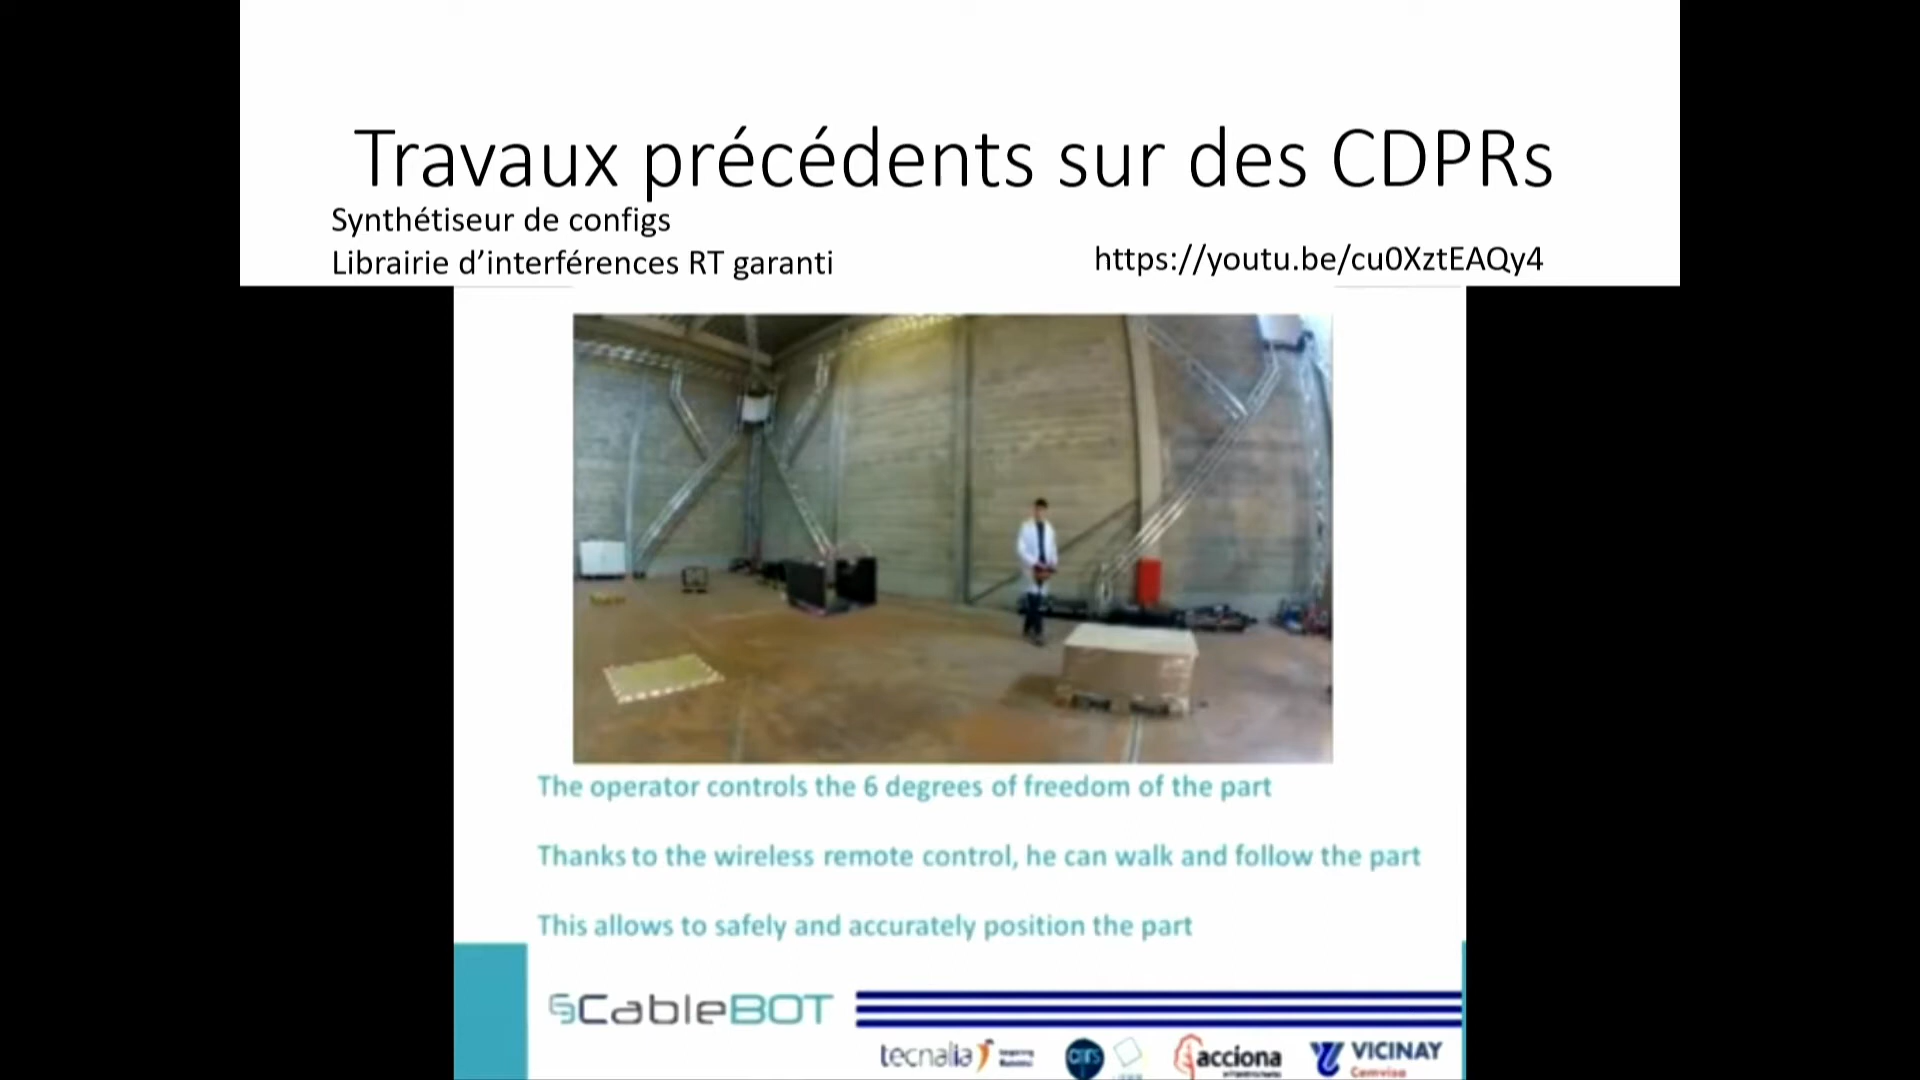 Travaux précédents sur des CDPRs
Synthétiseur de configs
Librairie d’interférences RT garanti
https://youtu.be/cu0XztEAQy4
The operator controls the 6 degrees of freedom of the part
Thanks to the wireless remote control, he can walk and follow the part
This allows to safely and accurately position the part
CableBOT
tecnalia
cnrs
acciona
VICINAY
Cemvisa